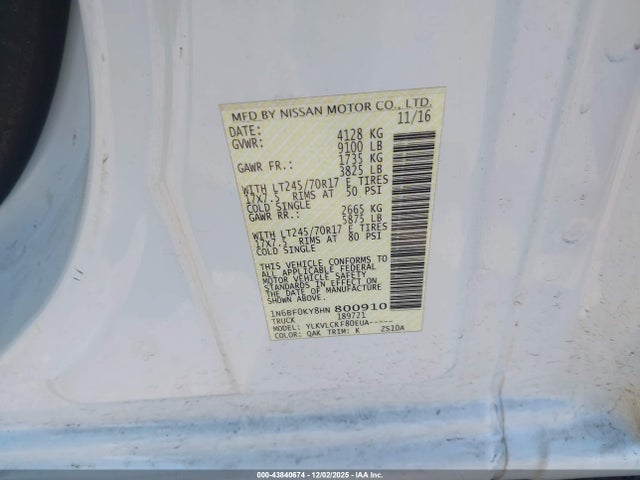 MFD BY NISSAN MOTOR CO., LTD.
DATE: 11/16
GVWR: 4128 KG
9100 LB
GAWR FR.: 1735 KG
3825 LB
WITH LT245/70R17 E TIRES
17X7.5 RIMS AT 50 PSI
COLD SINGLE
GAWR RR.: 2665 KG
5875 LB
WITH LT245/70R17 E TIRES
17X7.5 RIMS AT 80 PSI
COLD SINGLE
THIS VEHICLE CONFORMS TO
ALL APPLICABLE FEDERAL
MOTOR VEHICLE SAFETY
STANDARDS IN EFFECT ON
THE DATE OF MANUFACTURE
SHOWN ABOVE.
1N6BF0KY8HN 800910
TRUCK 189721
MODEL: YLKVLCKF80EUA-----
COLOR: QAK TRIM: K ZS10A
000-43840674 | 12/02/2025 - IAA Inc.